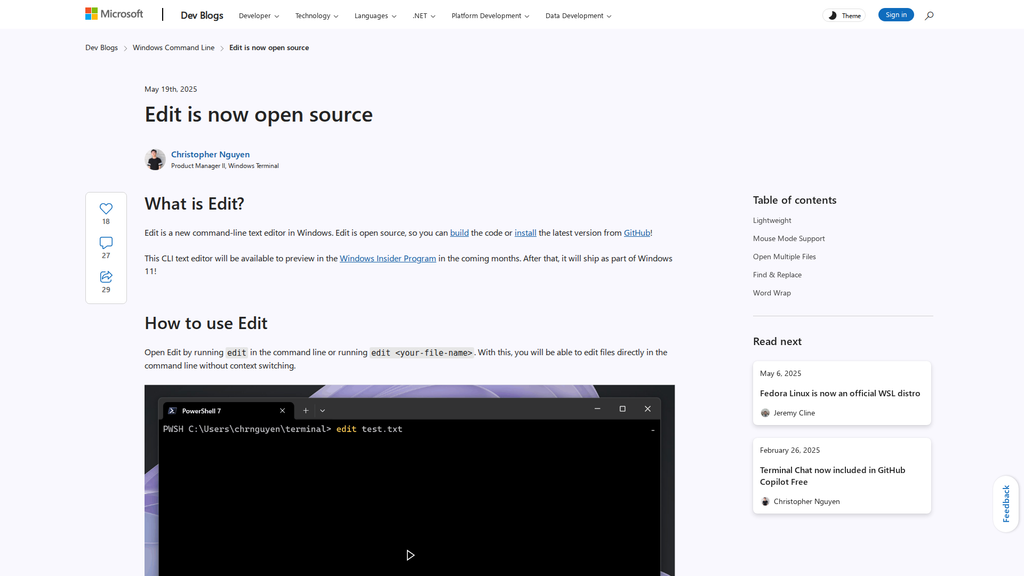 Microsoft
Dev Blogs
Developer
Technology
Languages
.NET
Platform Development
Data Development
Theme
Sign in
Dev Blogs
Windows Command Line
Edit is now open source
May 19th, 2025
Edit is now open source
Christopher Nguyen
Product Manager II, Windows Terminal
18
27
29
What is Edit?
Edit is a new command-line text editor in Windows. Edit is open source, so you can build the code or install the latest version from GitHub!
This CLI text editor will be available to preview in the Windows Insider Program in the coming months. After that, it will ship as part of Windows
11!
How to use Edit
Open Edit by running edit in the command line or running edit <your-file-name>. With this, you will be able to edit files directly in the
command line without context switching.
PowerShell 7
PWSH C:\Users\chrnguyen\terminal> edit test.txt
Table of contents
Lightweight
Mouse Mode Support
Open Multiple Files
Find & Replace
Word Wrap
Read next
May 6, 2025
Fedora Linux is now an official WSL distro
Jeremy Cline
February 26, 2025
Terminal Chat now included in GitHub
Copilot Free
Christopher Nguyen
Feedback